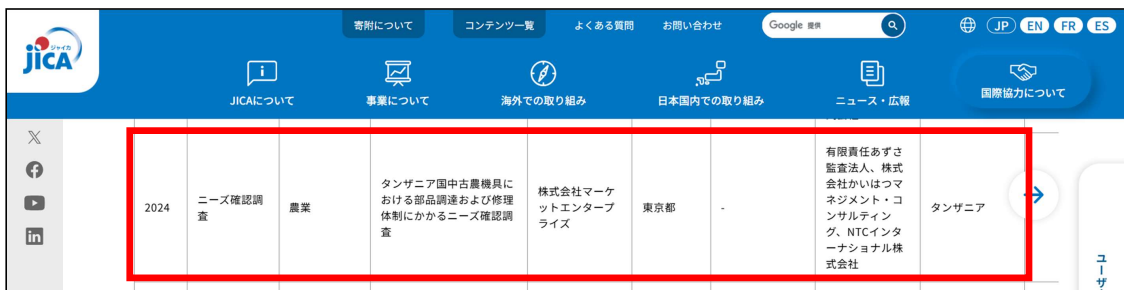 寄附について
コンテンツ一覧
よくある質問
お問い合わせ
Google 提供
JP
EN
FR
ES
ジャイカ
jICA
JICAについて
事業について
海外での取り組み
日本国内での取り組み
ニュース・広報
国際協力について
2024
ニーズ確認調
査
農業
タンザニア国中古農機具に
おける部品調達および修理
体制にかかるニーズ確認調
査
株式会社マーケ
ットエンタープ
ライズ
東京都
-
有限責任あずさ
監査法人、株式
会社かいはつマ
ネジメント・コ
ンサルティン
グ、NTCインタ
ーナショナル株
式会社
タンザニア
ユーザ